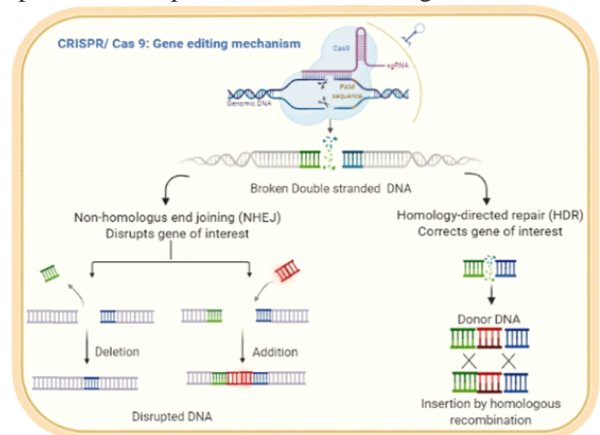 CRISPR/ Cas 9: Gene editing mechanism
Cas9
sgRNA
PAM
sequence
Genomic DNA
Broken Double stranded DNA
Non-homologus end joining (NHEJ)
Disrupts gene of interest
Homology-directed repair (HDR)
Corrects gene of interest
Donor DNA
Deletion
Addition
Insertion by homologous
recombination
Disrupted DNA